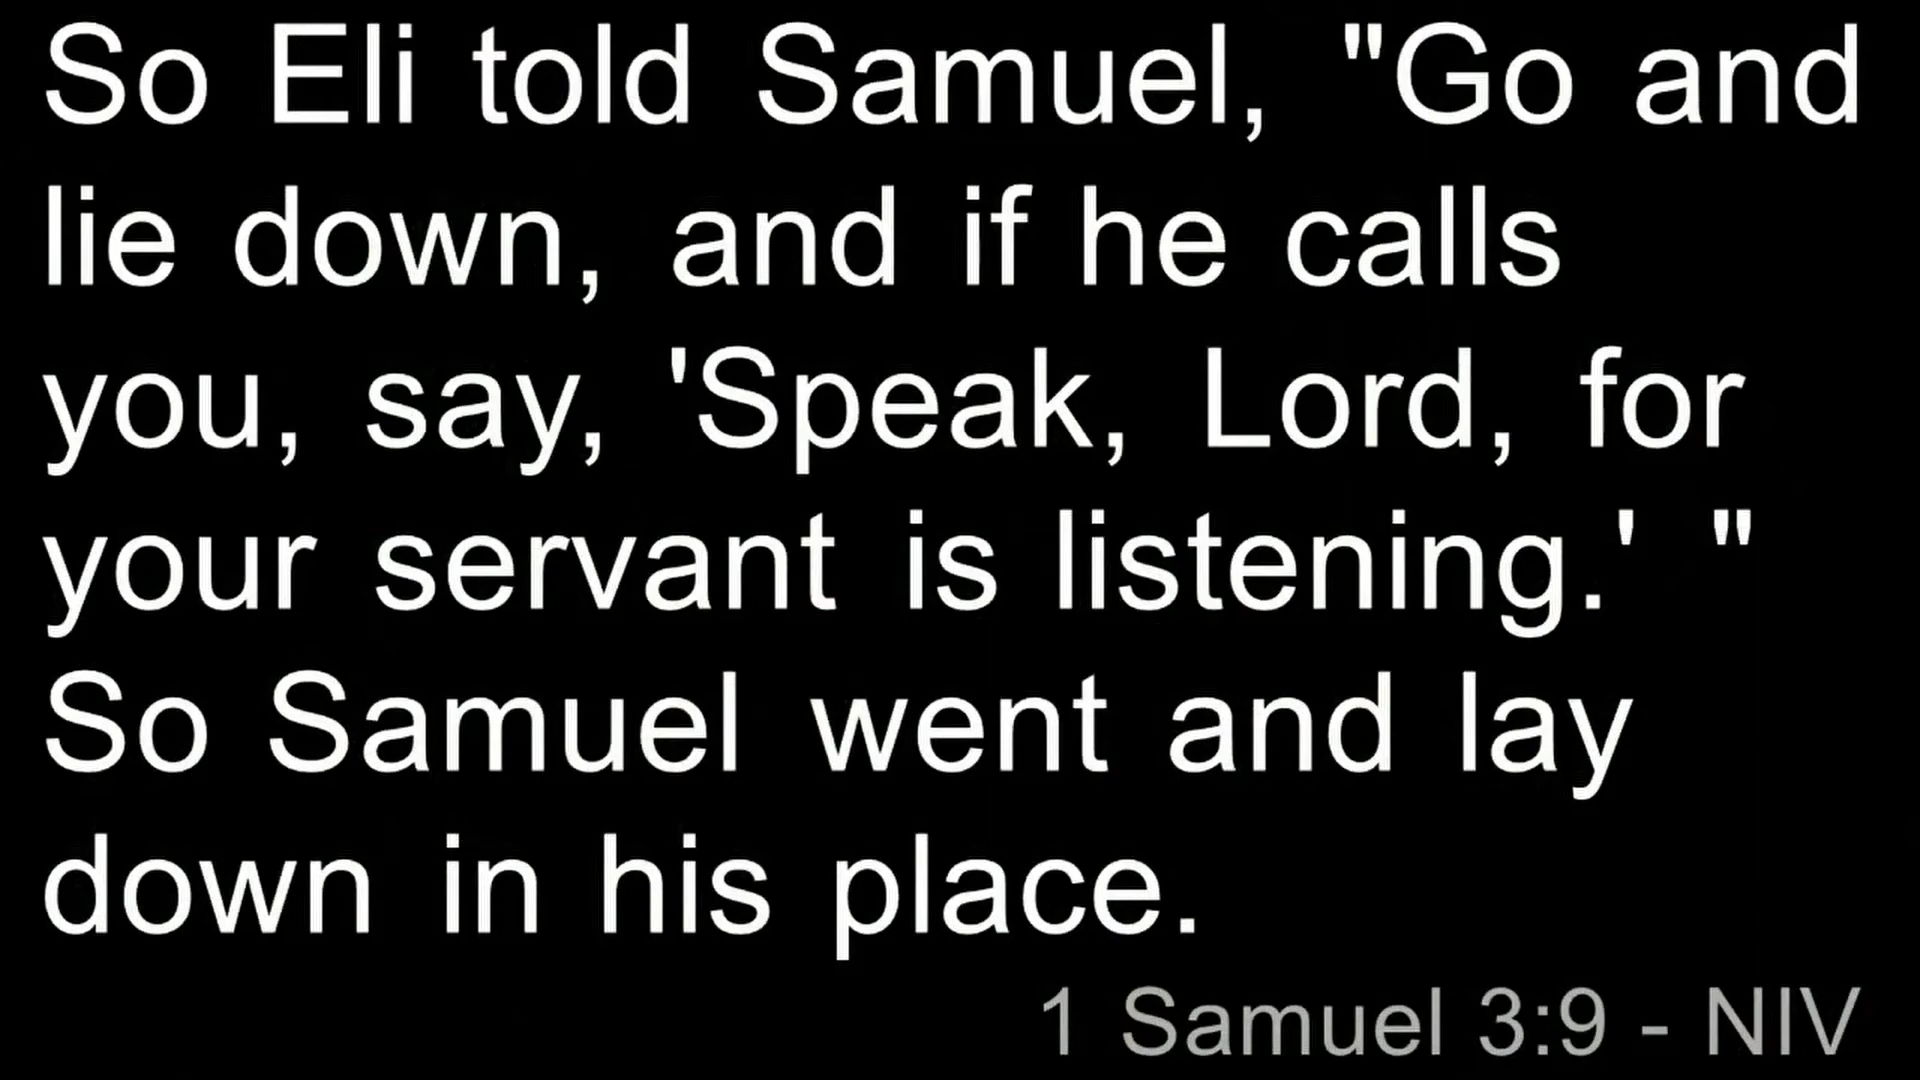 So Eli told Samuel, "Go and
lie down, and if he calls
you, say, 'Speak, Lord, for
your servant is listening.' "
So Samuel went and lay
down in his place.
1 Samuel 3:9 - NIV